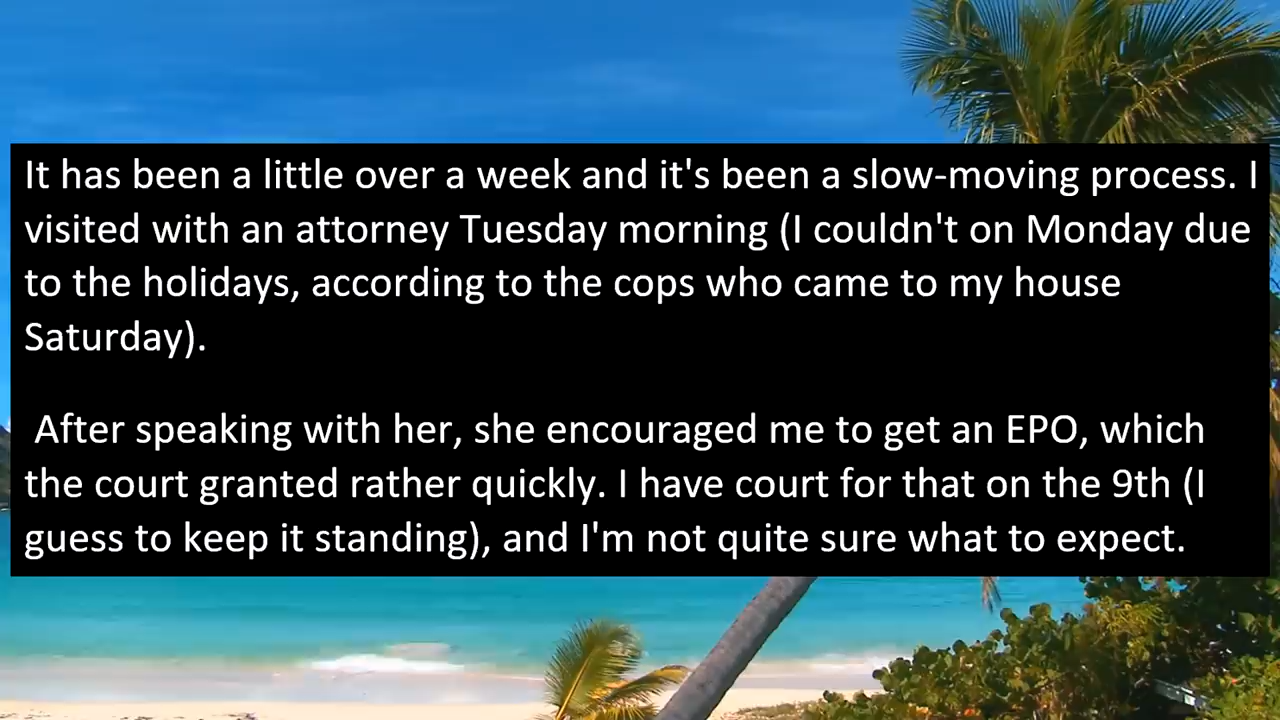 It has been a little over a week and it's been a slow-moving process. I
visited with an attorney Tuesday morning (I couldn't on Monday due
to the holidays, according to the cops who came to my house
Saturday).
After speaking with her, she encouraged me to get an EPO, which
the court granted rather quickly. I have court for that on the 9th (I
guess to keep it standing), and I'm not quite sure what to expect.